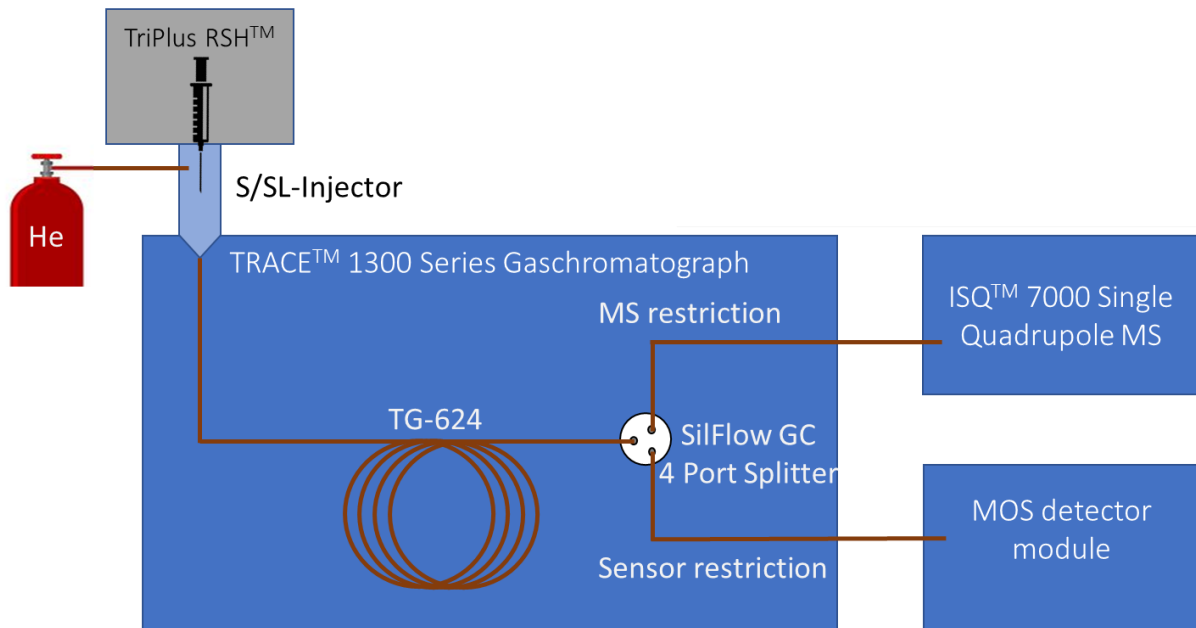 TriPlus RSH™
He
S/SL-Injector
TRACE™ 1300 Series Gaschromatograph
MS restriction
ISQ™ 7000 Single
Quadrupole MS
TG-624
SilFlow GC
4 Port Splitter
Sensor restriction
MOS detector
module